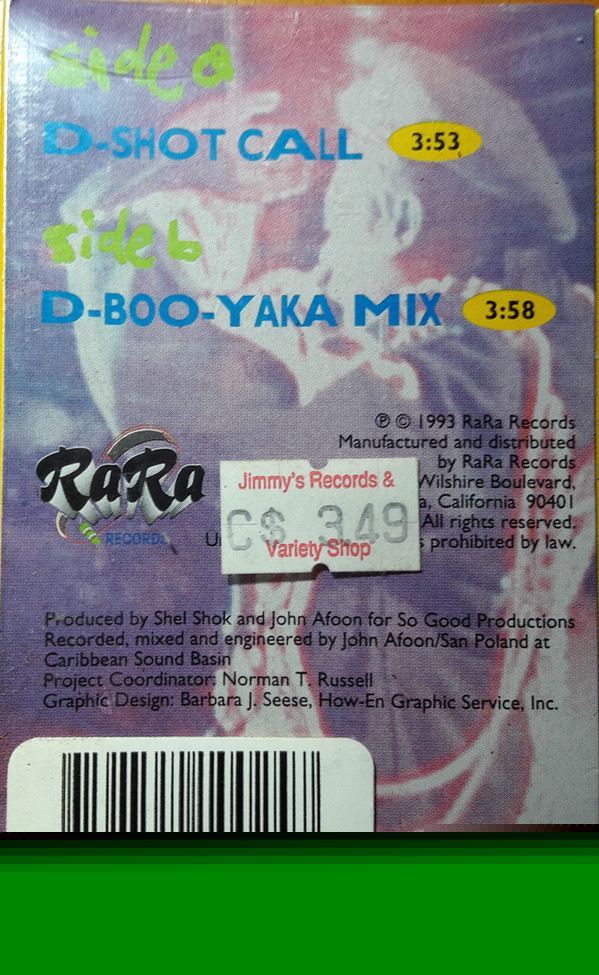 side a
D-SHOT CALL 3:53
side b
D-BOO-YAKA MIX 3:58
℗ © 1993 RaRa Records
Manufactured and distributed
by RaRa Records
Wilshire Boulevard,
California 90401
All rights reserved.
prohibited by law.
RaRa
RECORDS
Jimmy's Records &
C$ 3.49
Variety Shop
Produced by Shel Shok and John Afoon for So Good Productions
Recorded, mixed and engineered by John Afoon/San Poland at
Caribbean Sound Basin
Project Coordinator: Norman T. Russell
Graphic Design: Barbara J. Seese, How-En Graphic Service, Inc.